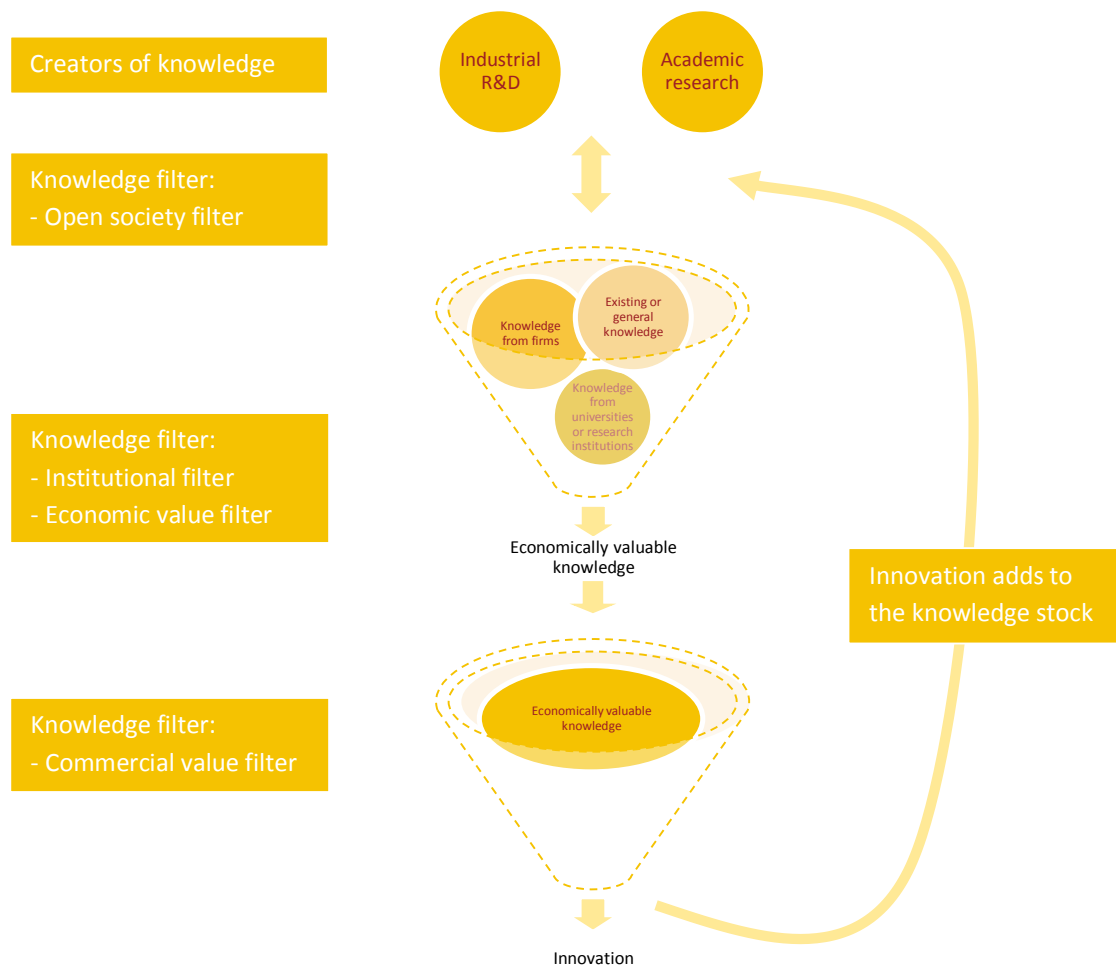 Creators of knowledge
Industrial
R&D
Academic
research
Knowledge filter:
- Open society filter
Knowledge
from firms
Existing or
general
knowledge
Knowledge
from
universities
or research
institutions
Knowledge filter:
- Institutional filter
- Economic value filter
Economically valuable
knowledge
Innovation adds to
the knowledge stock
Knowledge filter:
- Commercial value filter
Economically valuable
knowledge
Innovation